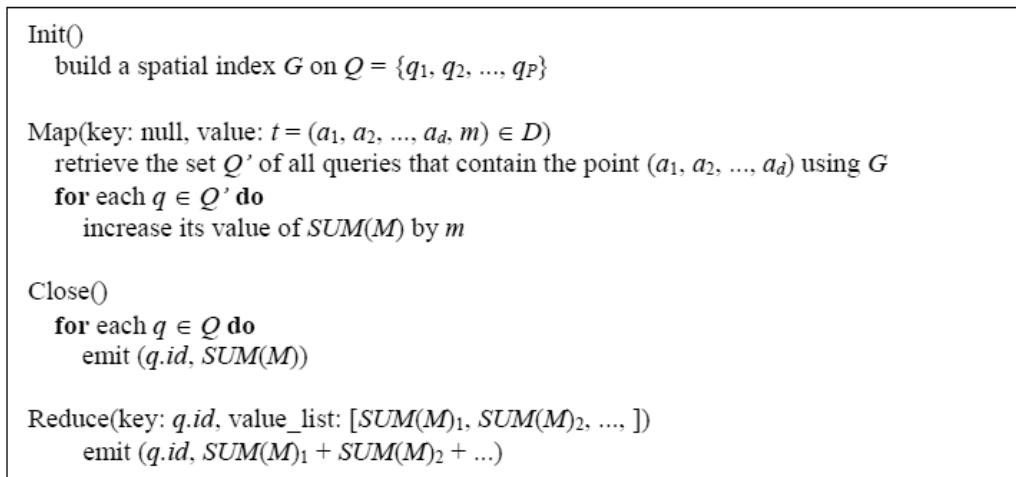 Init()
build a spatial index G on Q = {q1, q2, ..., qP}
Map(key: null, value: t = (a1, a2, ..., ad, m) ∈ D)
retrieve the set Q’ of all queries that contain the point (a1, a2, ..., ad) using G
for each q ∈ Q’ do
increase its value of SUM(M) by m
Close()
for each q ∈ Q do
emit (q.id, SUM(M))
Reduce(key: q.id, value_list: [SUM(M)1, SUM(M)2, ..., ])
emit (q.id, SUM(M)1 + SUM(M)2 + ...)